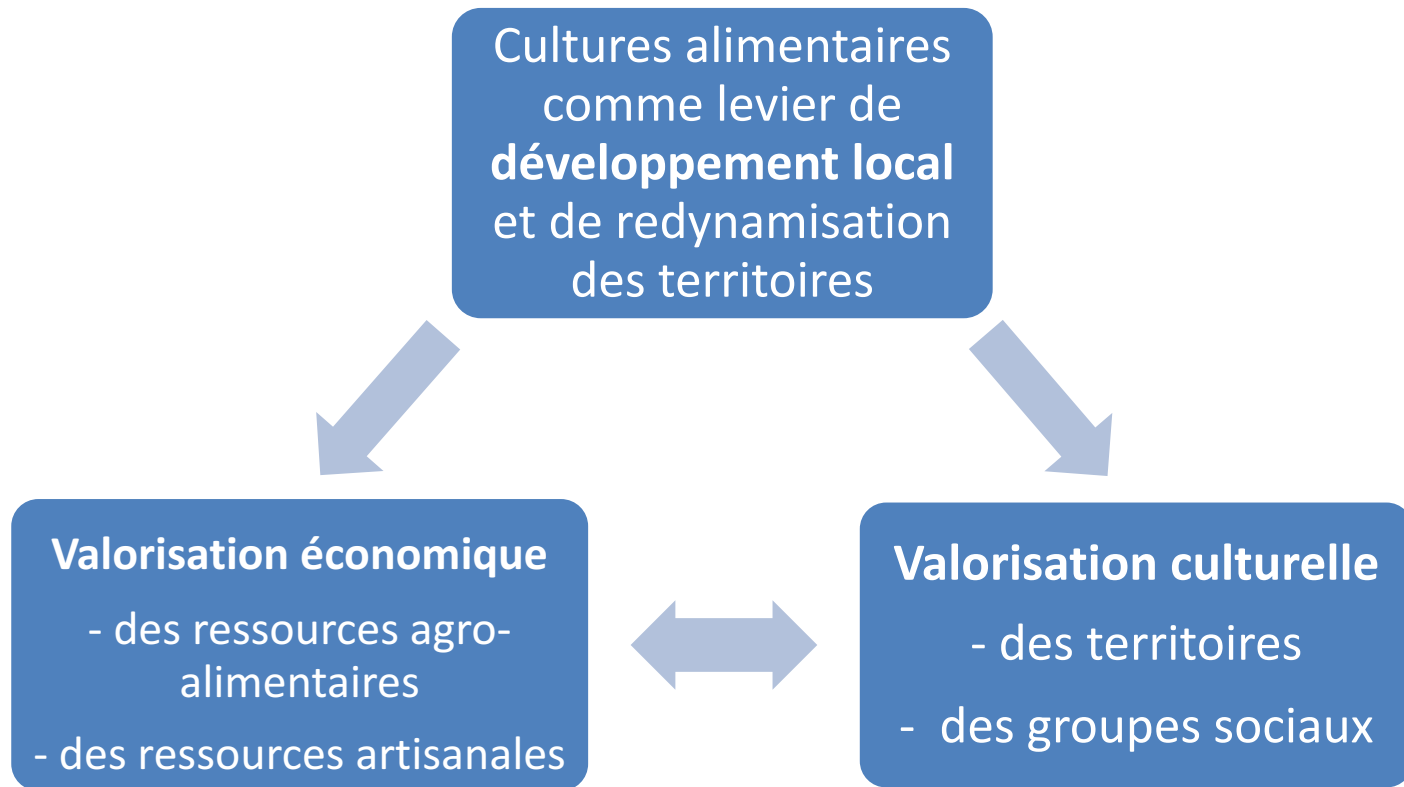 Cultures alimentaires
comme levier de
développement local
et de redynamisation
des territoires
Valorisation économique
- des ressources agro-
alimentaires
- des ressources artisanales
Valorisation culturelle
- des territoires
- des groupes sociaux